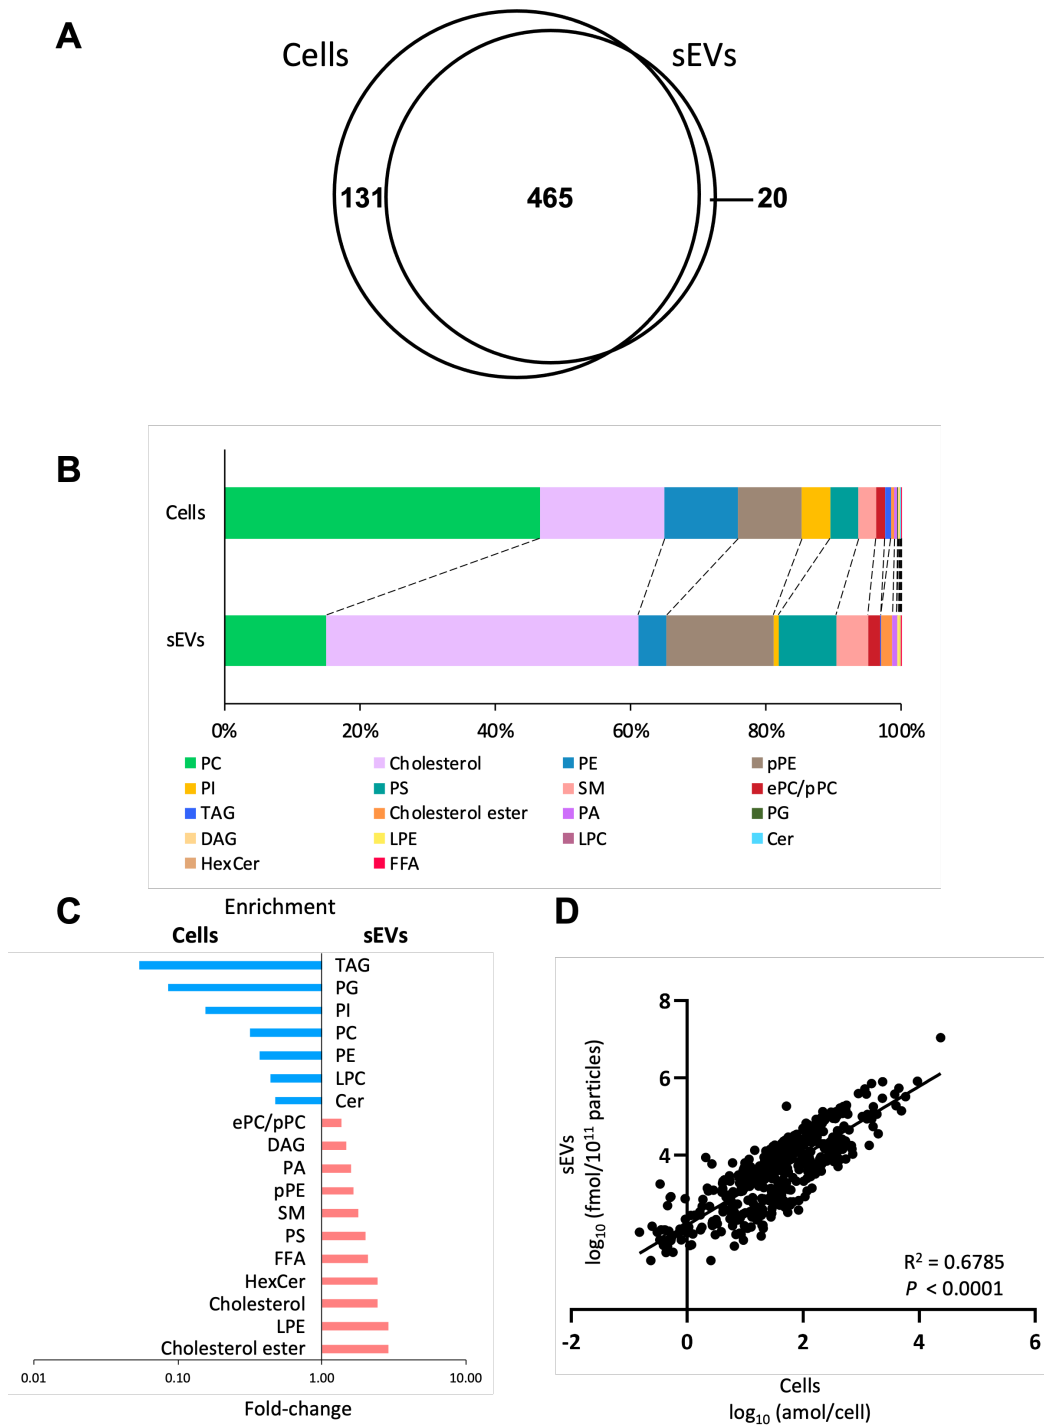 A
Cells
sEVs
131
465
20
B
Cells
sEVs
0%
20%
40%
60%
80%
100%
PC
Cholesterol
PE
pPE
PI
PS
SM
ePC/pPC
TAG
Cholesterol ester
PA
PG
DAG
LPE
LPC
Cer
HexCer
FFA
C
Enrichment
Cells
sEVs
TAG
PG
PI
PC
PE
LPC
Cer
ePC/pPC
DAG
PA
pPE
SM
PS
FFA
HexCer
Cholesterol
LPE
Cholesterol ester
0.01
0.10
1.00
10.00
Fold-change
D
sEVs
log₁₀ (fmol/10¹¹ particles)
8
6
4
R² = 0.6785
P < 0.0001
-2
0
2
4
6
Cells
log₁₀ (amol/cell)